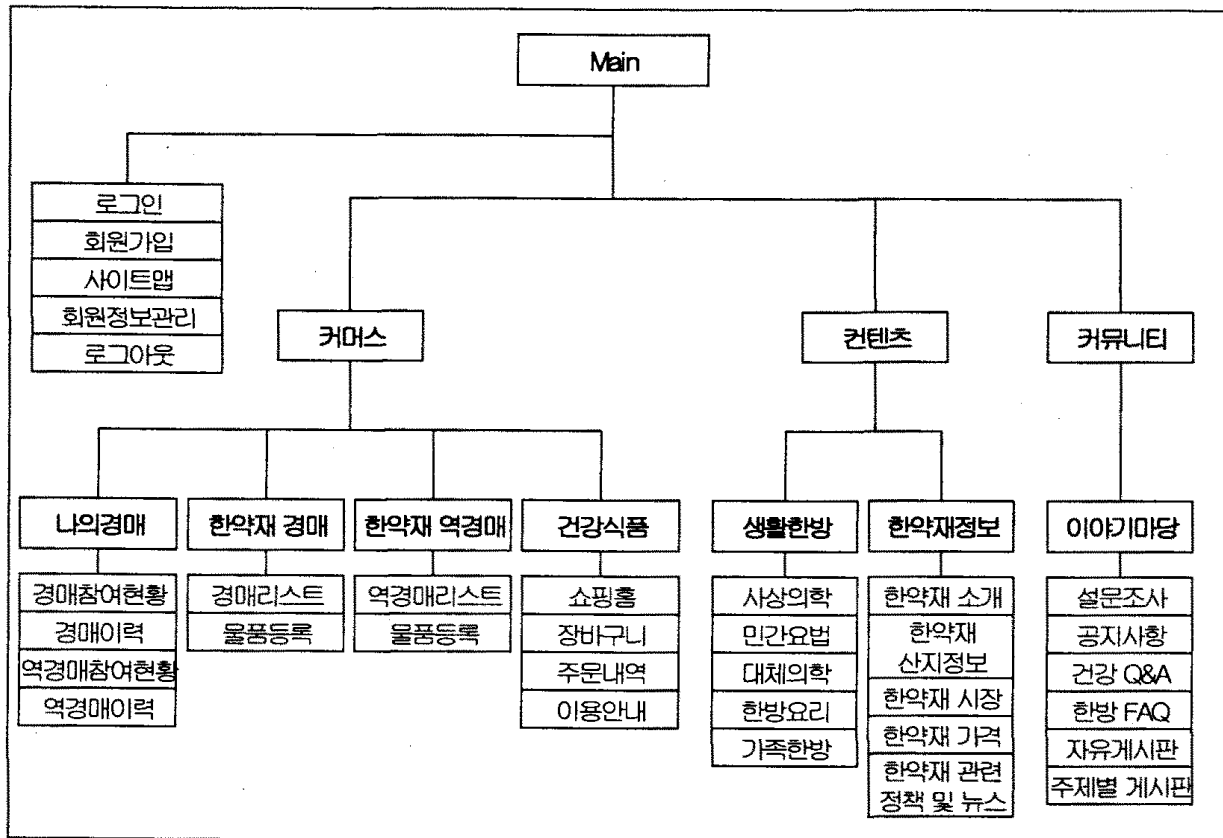 Main
로그인
회원가입
사이트맵
회원정보관리
로그아웃
커머스
컨텐츠
커뮤니티
나의경매
한약재 경매
한약재 역경매
건강식품
생활한방
한약재정보
이야기마당
경매참여현황
경매이력
역경매참여현황
역경매이력
경매리스트
물품등록
역경매리스트
물품등록
쇼핑홈
장바구니
주문내역
이용안내
사상의학
민간요법
대체의학
한방요리
가족한방
한약재 소개
한약재
산지정보
한약재 시장
한약재 가격
한약재 관련
정책 및 뉴스
설문조사
공지사항
건강 Q&A
한방 FAQ
자유게시판
주제별 게시판